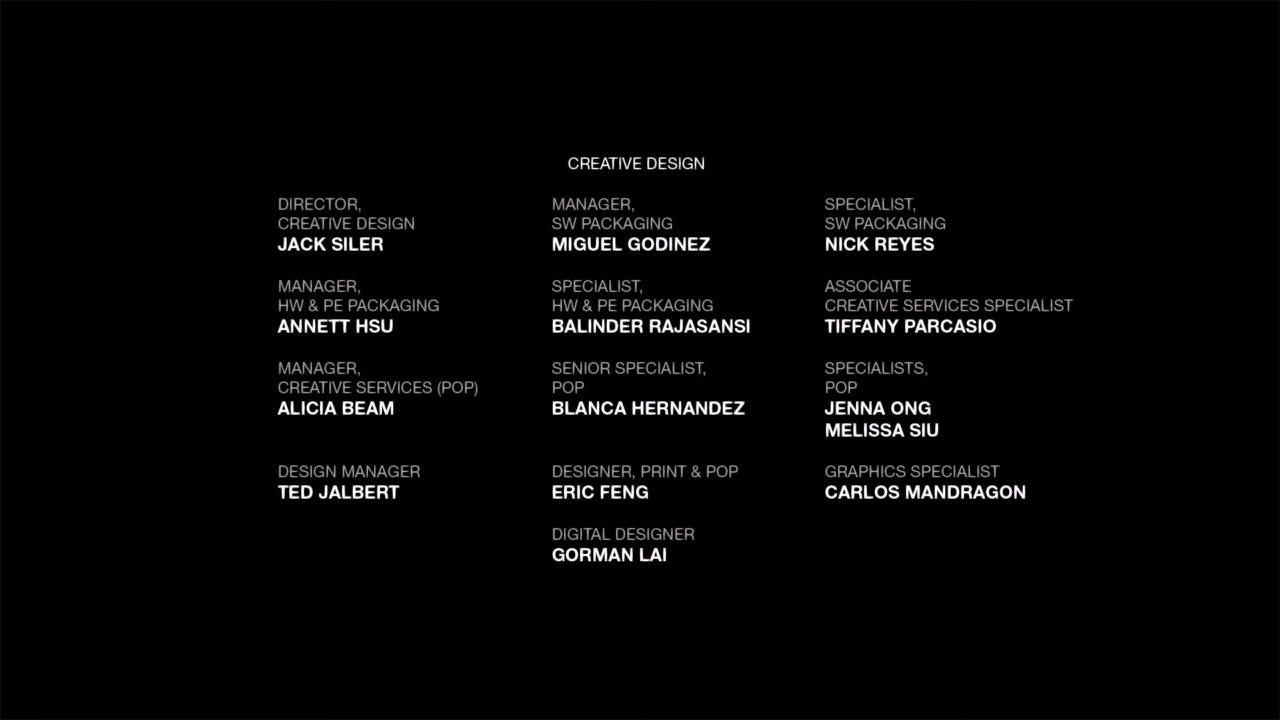 CREATIVE DESIGN
DIRECTOR,
CREATIVE DESIGN
JACK SILER
MANAGER,
SW PACKAGING
MIGUEL GODINEZ
SPECIALIST,
SW PACKAGING
NICK REYES
MANAGER,
HW & PE PACKAGING
ANNETT HSU
SPECIALIST,
HW & PE PACKAGING
BALINDER RAJASANSI
ASSOCIATE
CREATIVE SERVICES SPECIALIST
TIFFANY PARCASIO
MANAGER,
CREATIVE SERVICES (POP)
ALICIA BEAM
SENIOR SPECIALIST,
POP
BLANCA HERNANDEZ
SPECIALISTS,
POP
JENNA ONG
MELISSA SIU
DESIGN MANAGER
TED JALBERT
DESIGNER, PRINT & POP
ERIC FENG
GRAPHICS SPECIALIST
CARLOS MANDRAGON
DIGITAL DESIGNER
GORMAN LAI